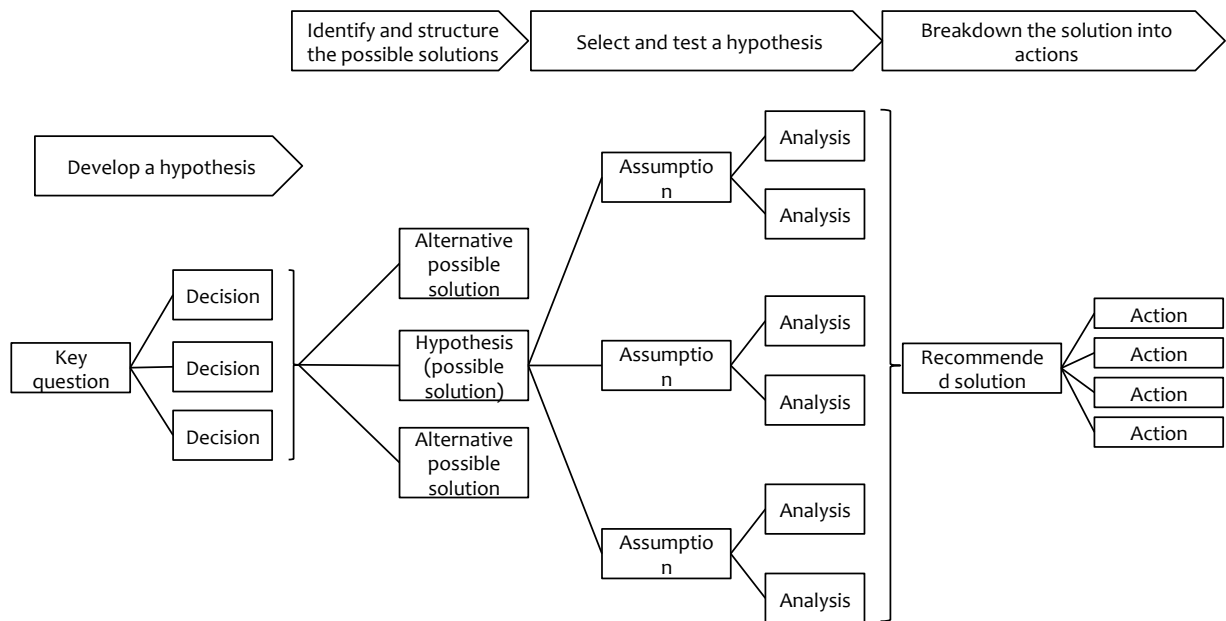 Identify and structure
the possible solutions
Select and test a hypothesis
Breakdown the solution into
actions
Develop a hypothesis
Key
question
Decision
Decision
Decision
Alternative
possible
solution
Hypothesis
(possible
solution)
Alternative
possible
solution
Assumptio
n
Assumptio
n
Assumptio
n
Analysis
Analysis
Analysis
Analysis
Analysis
Analysis
Recommende
d solution
Action
Action
Action
Action